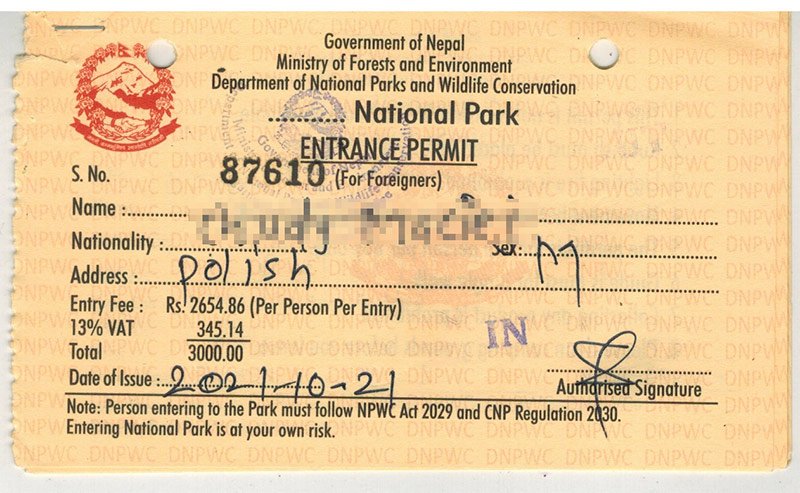 Government of Nepal
Ministry of Forests and Environment
Department of National Parks and Wildlife Conservation
............ National Park
ENTRANCE PERMIT
S. No. 87610 (For Foreigners)
Name :
Nationality : Sex M
Address : polish
Entry Fee : Rs. 2654.86 (Per Person Per Entry)
13% VAT 345.14
Total 3000.00
IN
Date of Issue : 2021-10-21
Authorised Signature
Note: Person entering to the Park must follow NPWC Act 2029 and CNP Regulation 2030.
Entering National Park is at your own risk.